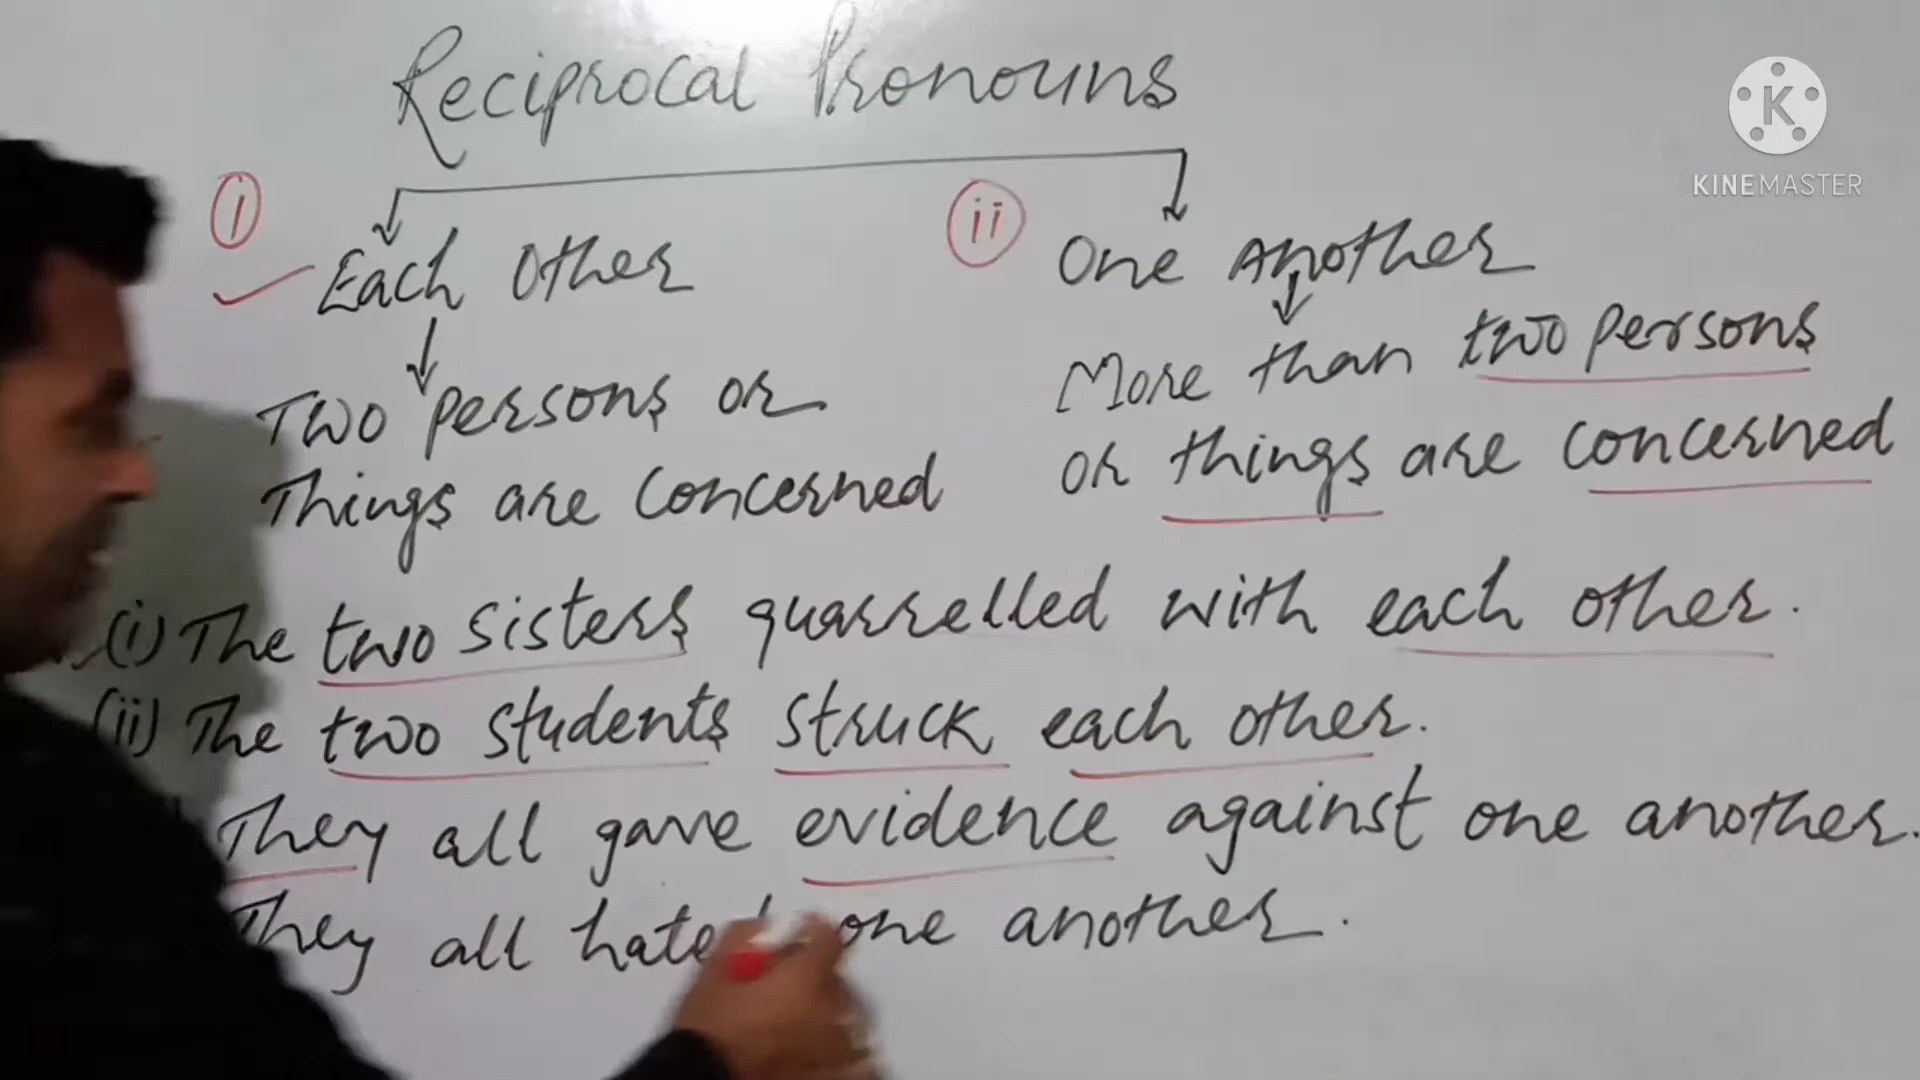 Reciprocal Pronouns
i
ii
Each Other
One Another
Two persons or
Things are concerned
More than two persons
or things are concerned
(i) The two sisters quarrelled with each other.
(ii) The two students struck each other.
They all gave evidence against one another.
They all hated one another.
K
KINEMASTER